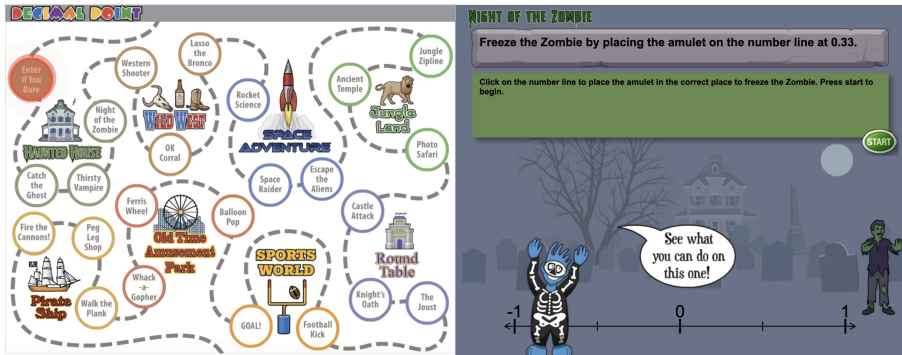 DECIMAL POINT
Enter
If You
Dare
Western
Shooter
Lasso
the
Bronco
WILD WEST
OK
Corral
Night
of the
Zombie
HAUNTED HOUSE
Catch
the
Ghost
Thirsty
Vampire
Rocket
Science
SPACE
ADVENTURE
Space
Raider
Escape
the
Aliens
Jungle
Zipline
Ancient
Temple
Jungle
Land
Photo
Safari
Fire the
Cannons!
Peg
Leg
Shop
Pirate
Ship
Walk the
Plank
Ferris
Wheel
Balloon
Pop
Old Time
Amusement
Park
Whack
-a-
Gopher
SPORTS
WORLD
GOAL!
Football
Kick
Castle
Attack
Round
Table
Knight's
Oath
The
Joust
NIGHT OF THE ZOMBIE
Freeze the Zombie by placing the amulet on the number line at 0.33.
Click on the number line to place the amulet in the correct place to freeze the Zombie. Press start to
begin.
START
See what
you can do on
this one!
-1 0 1